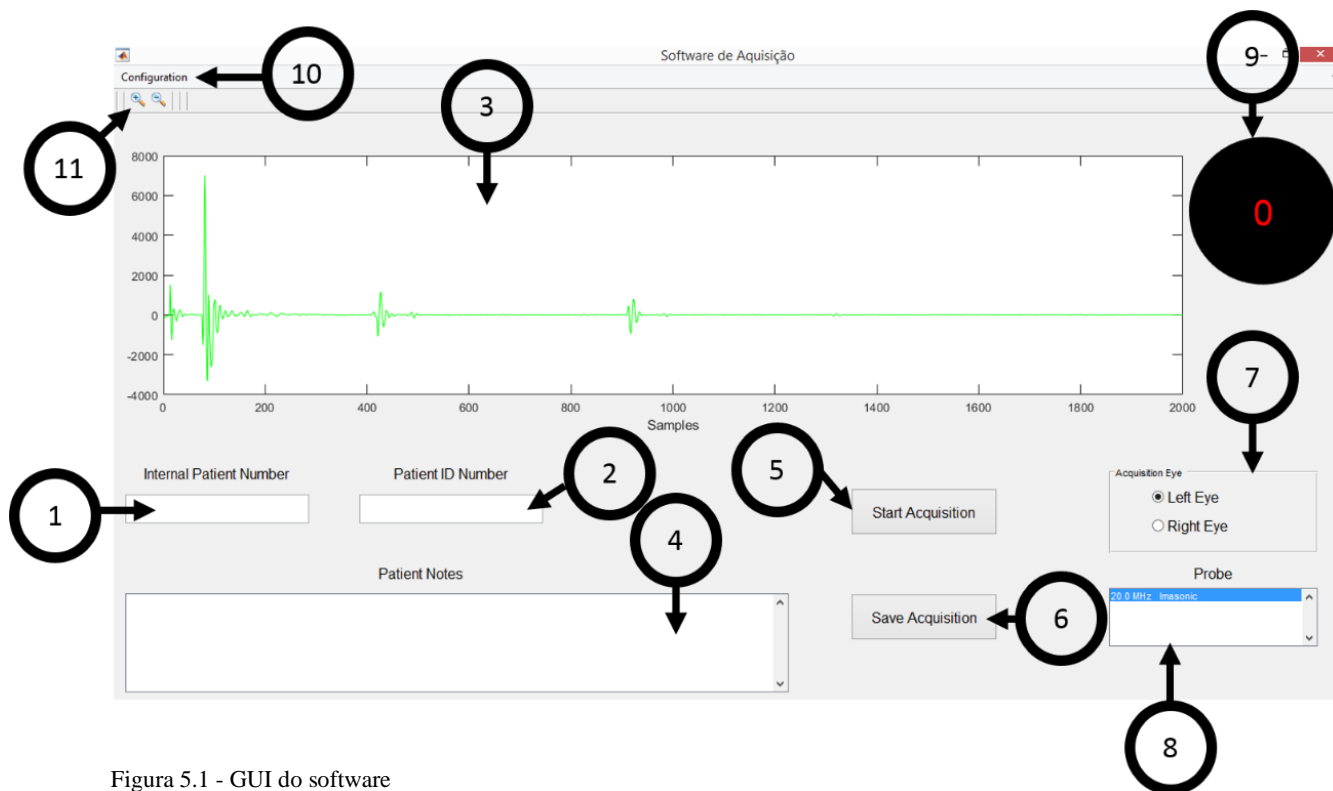 Software de Aquisição
9
10
Configuration
3
11
8000
6000
4000
2000
0
-2000
-4000
0
0 200 400 600 800 1000 1200 1400 1600 1800 2000
Samples
7
Internal Patient Number
Patient ID Number
2
5
1
Start Acquisition
Acquisition Eye
Left Eye
Right Eye
4
Patient Notes
Probe
20.0 MHz Imasonic
Save Acquisition
6
8
Figura 5.1 - GUI do software